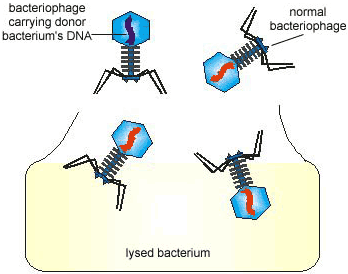 bacteriophage
carrying donor
bacterium's DNA
normal
bacteriophage
lysed bacterium